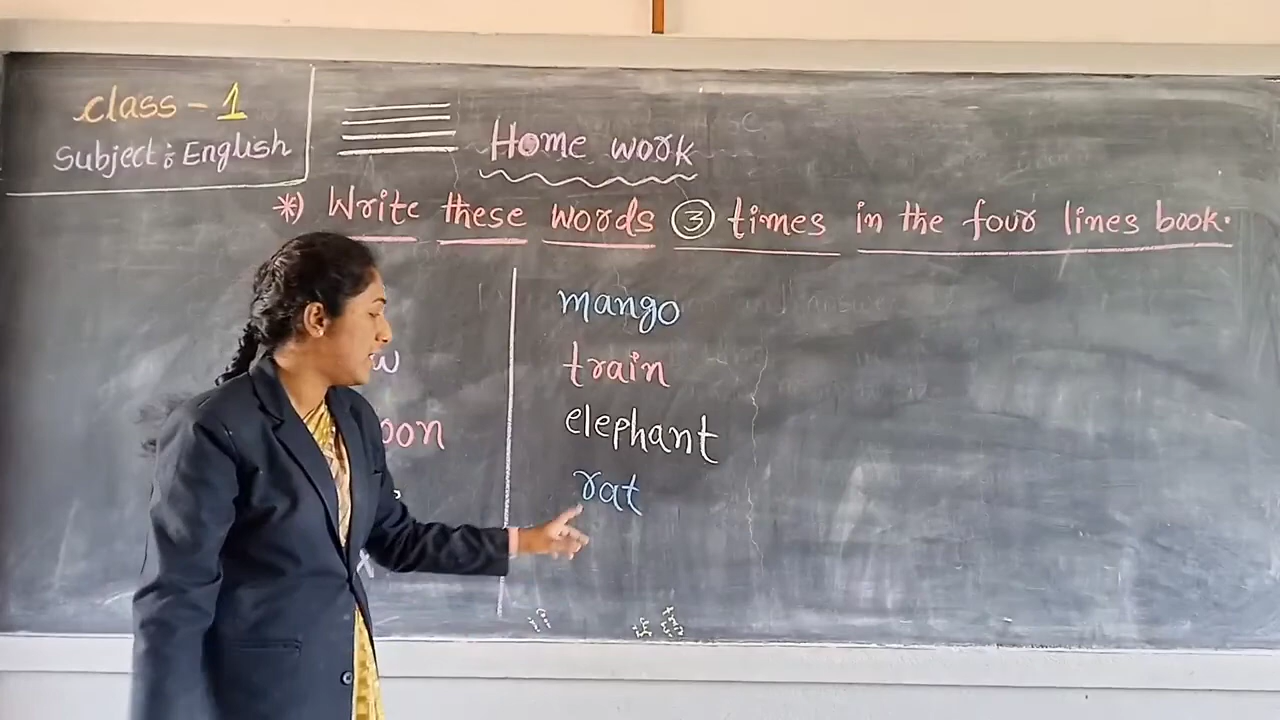 class - 1
Subject : English
Home work
*) Write these words ③ times in the four lines book.
mango
train
elephant
rat